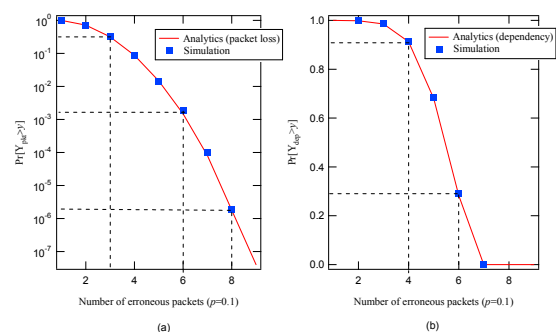 10^0
10^-1
10^-2
10^-3
10^-4
10^-5
10^-6
10^-7
Pr[Y_pkt>y]
Analytics (packet loss)
Simulation
2
4
6
8
Number of erroneous packets (p=0.1)
(a)
1.0
0.8
0.6
0.4
0.2
0.0
Pr[Y_dep>y]
Analytics (dependency)
Simulation
2
4
6
8
Number of erroneous packets (p=0.1)
(b)